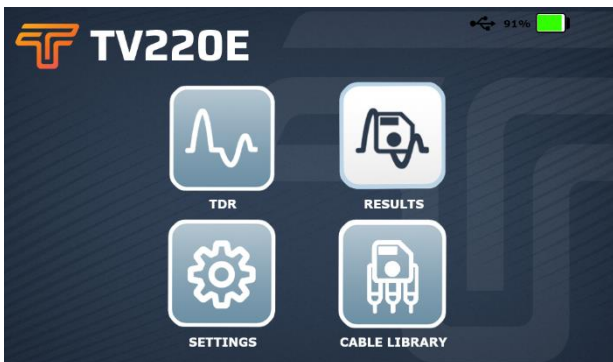 TV220E
91%
TDR
RESULTS
SETTINGS
CABLE LIBRARY